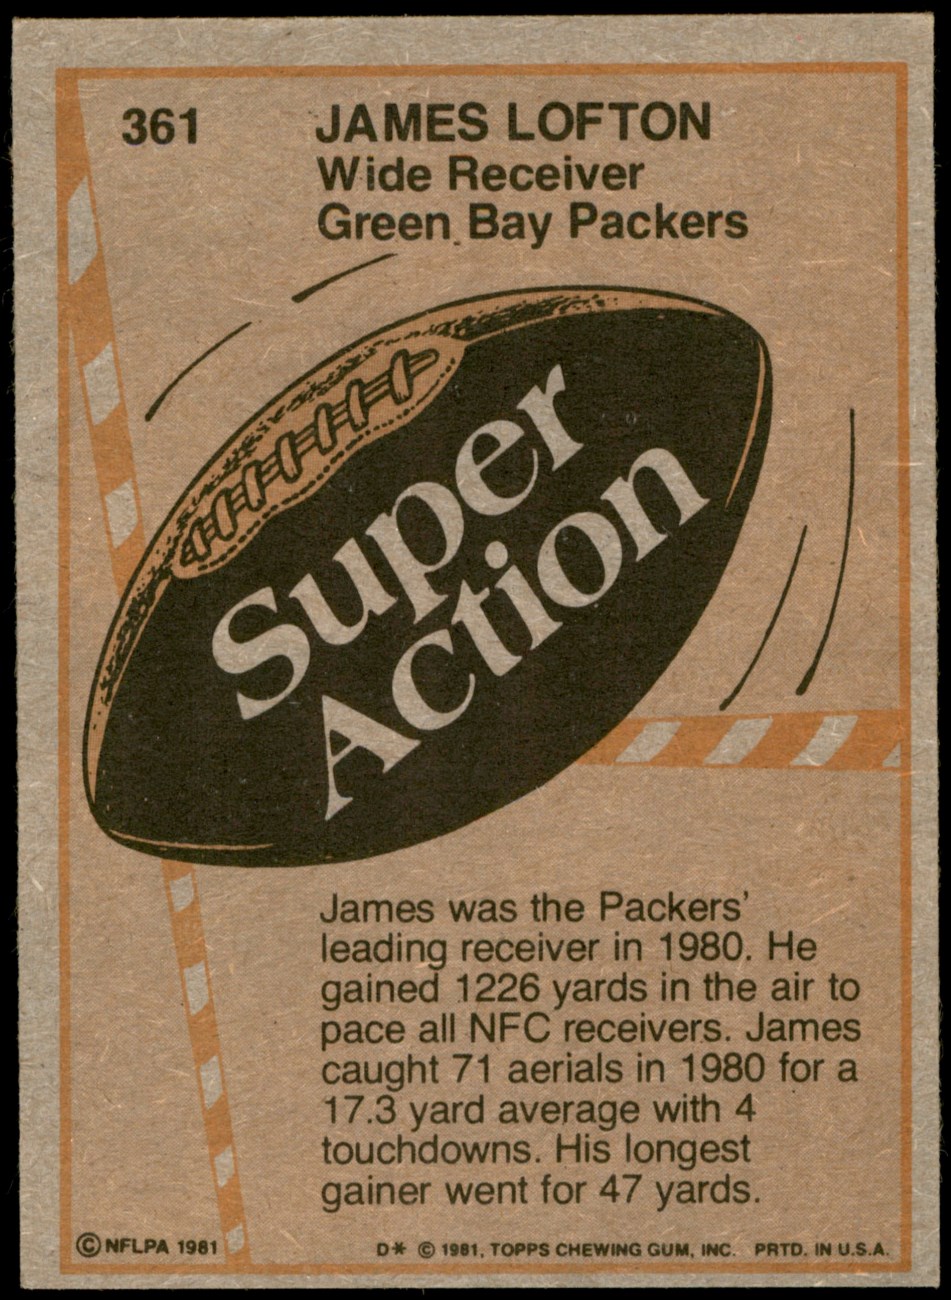 361
JAMES LOFTON
Wide Receiver
Green Bay Packers
Super
Action
James was the Packers'
leading receiver in 1980. He
gained 1226 yards in the air to
pace all NFC receivers. James
caught 71 aerials in 1980 for a
17.3 yard average with 4
touchdowns. His longest
gainer went for 47 yards.
© NFLPA 1981
D* © 1981, TOPPS CHEWING GUM, INC. PRTD. IN U.S.A.